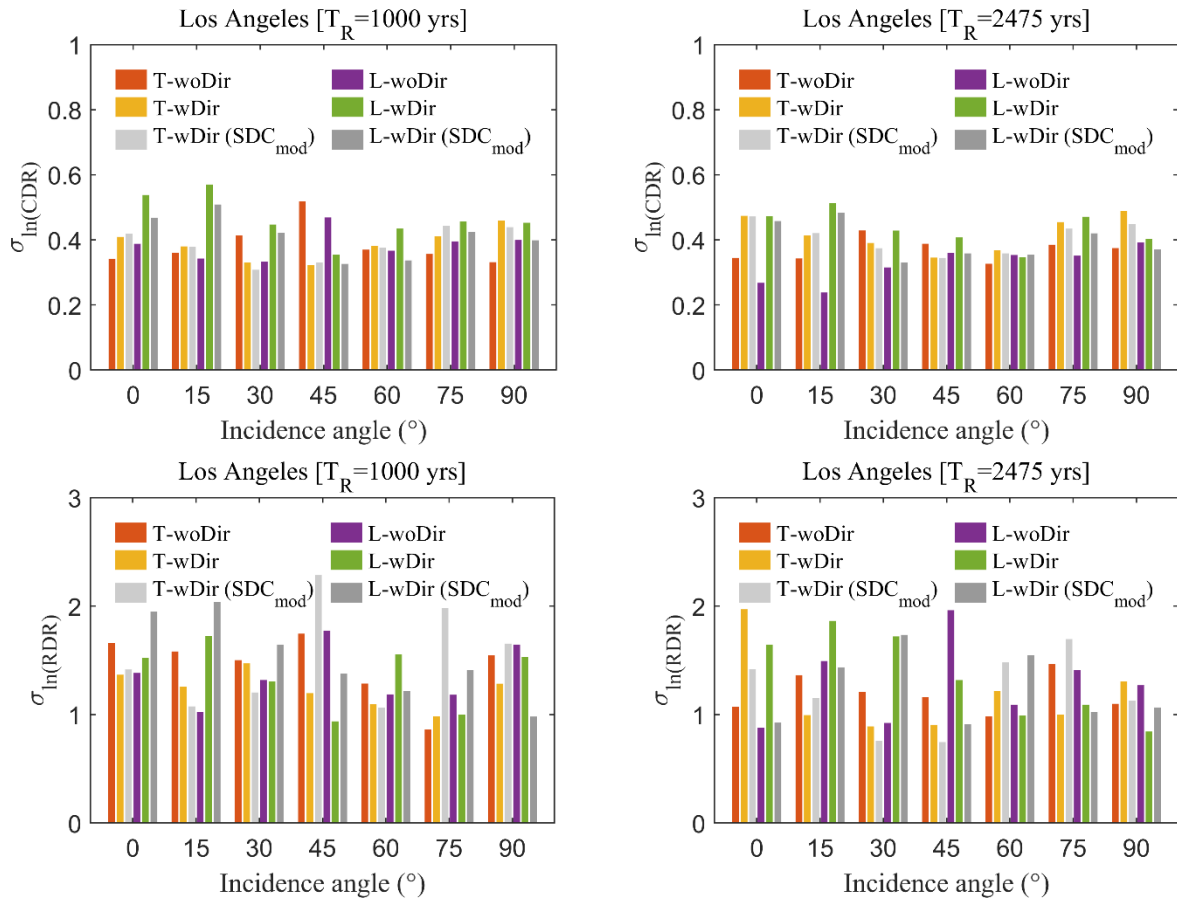 Los Angeles [T_R=1000 yrs]
1
0.8
0.6
0.4
0.2
0
σ_ln(CDR)
T-woDir
T-wDir
T-wDir (SDC_mod)
L-woDir
L-wDir
L-wDir (SDC_mod)
0 15 30 45 60 75 90
Incidence angle (°)
Los Angeles [T_R=2475 yrs]
1
0.8
0.6
0.4
0.2
0
σ_ln(CDR)
T-woDir
T-wDir
T-wDir (SDC_mod)
L-woDir
L-wDir
L-wDir (SDC_mod)
0 15 30 45 60 75 90
Incidence angle (°)
Los Angeles [T_R=1000 yrs]
3
2
1
0
σ_ln(RDR)
T-woDir
T-wDir
T-wDir (SDC_mod)
L-woDir
L-wDir
L-wDir (SDC_mod)
0 15 30 45 60 75 90
Incidence angle (°)
Los Angeles [T_R=2475 yrs]
3
2
1
0
σ_ln(RDR)
T-woDir
T-wDir
T-wDir (SDC_mod)
L-woDir
L-wDir
L-wDir (SDC_mod)
0 15 30 45 60 75 90
Incidence angle (°)